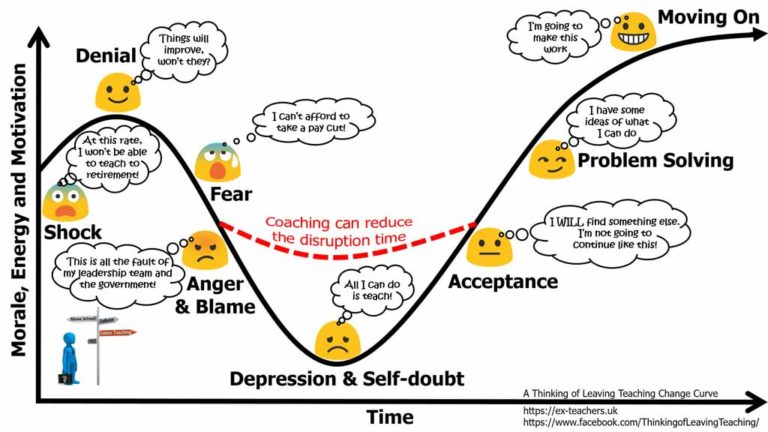 Moving On
I'm going to
make this
work
Denial
Things will
improve,
won't they?
I can't afford to
take a pay cut!
I have some
ideas of what
I can do
At this rate,
I won't be able
to teach to
retirement!
Problem Solving
Fear
Coaching can reduce
the disruption time
Shock
I WILL find something else.
I'm not going to
continue like this!
This is all the fault of
my leadership team and
the government!
Anger
& Blame
Acceptance
All I can do
is teach!
Move School
Leave Teaching
Depression & Self-doubt
Morale, Energy and Motivation
Time
A Thinking of Leaving Teaching Change Curve
https://ex-teachers.uk
https://www.facebook.com/ThinkingofLeavingTeaching/